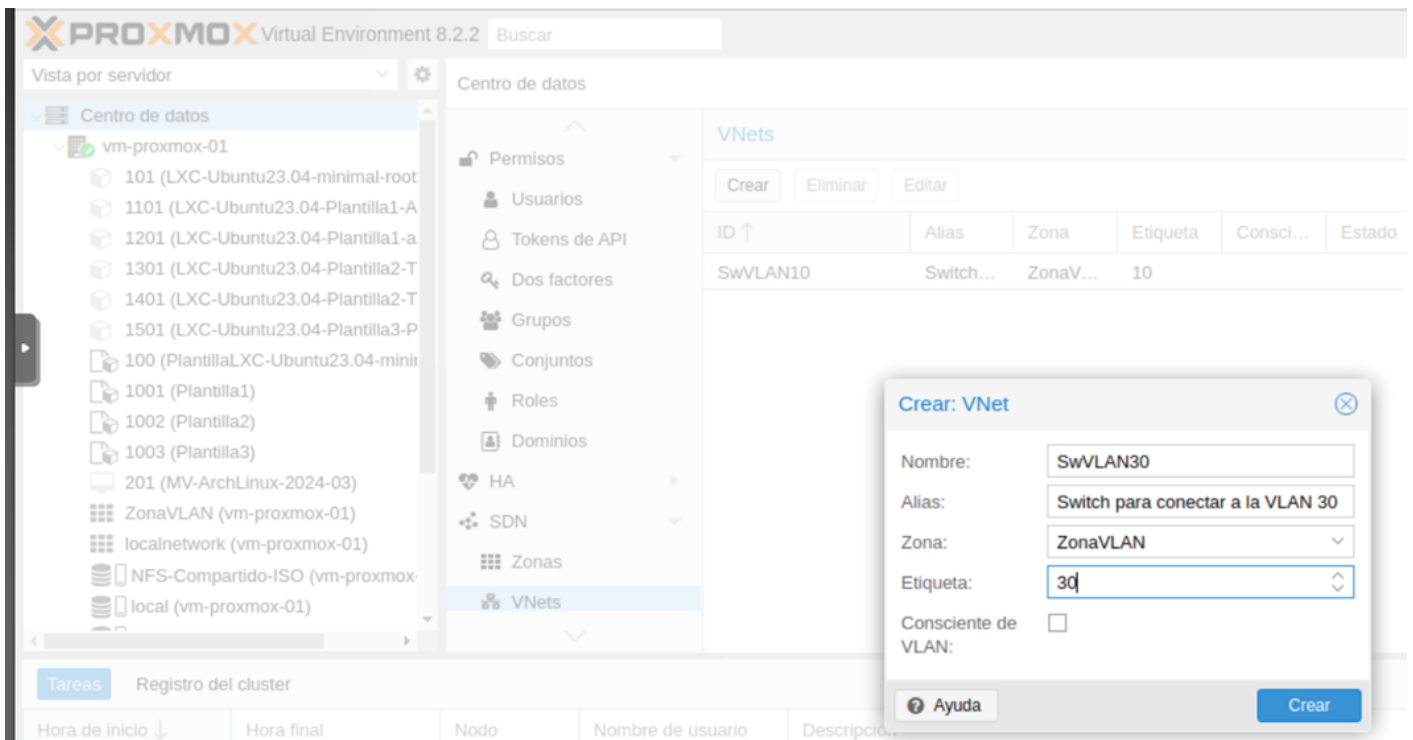 PROXMOX Virtual Environment 8.2.2 Buscar
Vista por servidor
Centro de datos
vm-proxmox-01
101 (LXC-Ubuntu23.04-minimal-root
1101 (LXC-Ubuntu23.04-Plantilla1-A
1201 (LXC-Ubuntu23.04-Plantilla1-a
1301 (LXC-Ubuntu23.04-Plantilla2-T
1401 (LXC-Ubuntu23.04-Plantilla2-T
1501 (LXC-Ubuntu23.04-Plantilla3-P
100 (PlantillaLXC-Ubuntu23.04-minii
1001 (Plantilla1)
1002 (Plantilla2)
1003 (Plantilla3)
201 (MV-ArchLinux-2024-03)
ZonaVLAN (vm-proxmox-01)
localnetwork (vm-proxmox-01)
NFS-Compartido-ISO (vm-proxmox-
local (vm-proxmox-01)
Centro de datos
Permisos
Usuarios
Tokens de API
Dos factores
Grupos
Conjuntos
Roles
Dominios
HA
SDN
Zonas
VNets
VNets
Crear Eliminar Editar
ID Alias Zona Etiqueta Consci... Estado
SwVLAN10 Switch... ZonaV... 10
Crear: VNet
Nombre: SwVLAN30
Alias: Switch para conectar a la VLAN 30
Zona: ZonaVLAN
Etiqueta: 30
Consciente de
VLAN:
Ayuda Crear
Tareas Registro del cluster
Hora de inicio Hora final Nodo Nombre de usuario Descripción